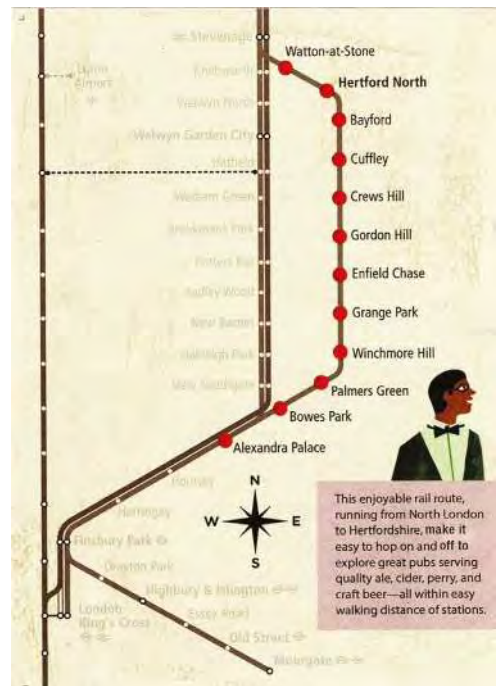 Stevenage
Watton-at-Stone
Luton
Airport
Knebworth
Hertford North
Welwyn North
Bayford
Welwyn Garden City
Cuffley
Hatfield
Welham Green
Crews Hill
Brookmans Park
Gordon Hill
Potters Bar
Enfield Chase
Hadley Wood
Grange Park
New Barnet
Oakleigh Park
Winchmore Hill
New Southgate
Palmers Green
Bowes Park
Alexandra Palace
Hornsey
Harringay
N
W E
S
Finsbury Park
Drayton Park
Highbury & Islington
London
King's Cross
Essex Road
Old Street
Moorgate
This enjoyable rail route,
running from North London
to Hertfordshire, make it
easy to hop on and off to
explore great pubs serving
quality ale, cider, perry, and
craft beer—all within easy
walking distance of stations.